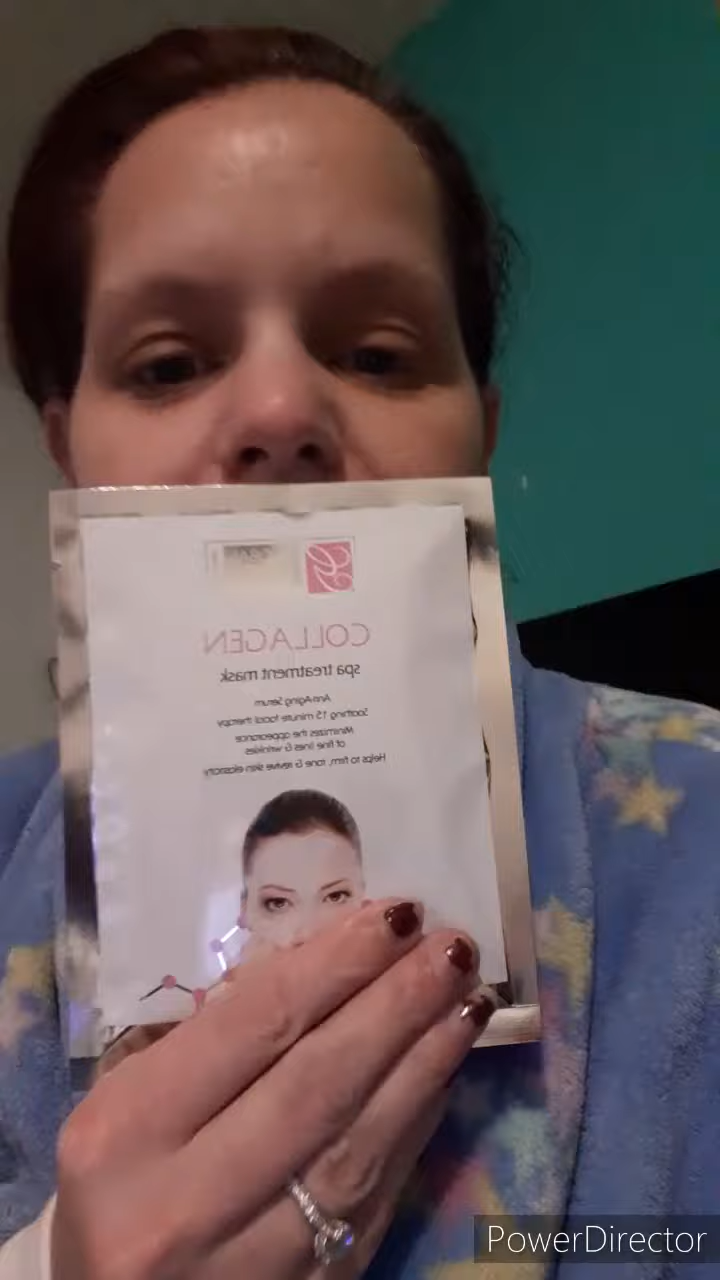 COLLAGEN
spa treatment mask
Anti-Aging Serum
Soothing 15 minute facial therapy
Minimizes the appearance
of fine lines & wrinkles
Helps to firm, tone & revive skin elasticity
PowerDirector